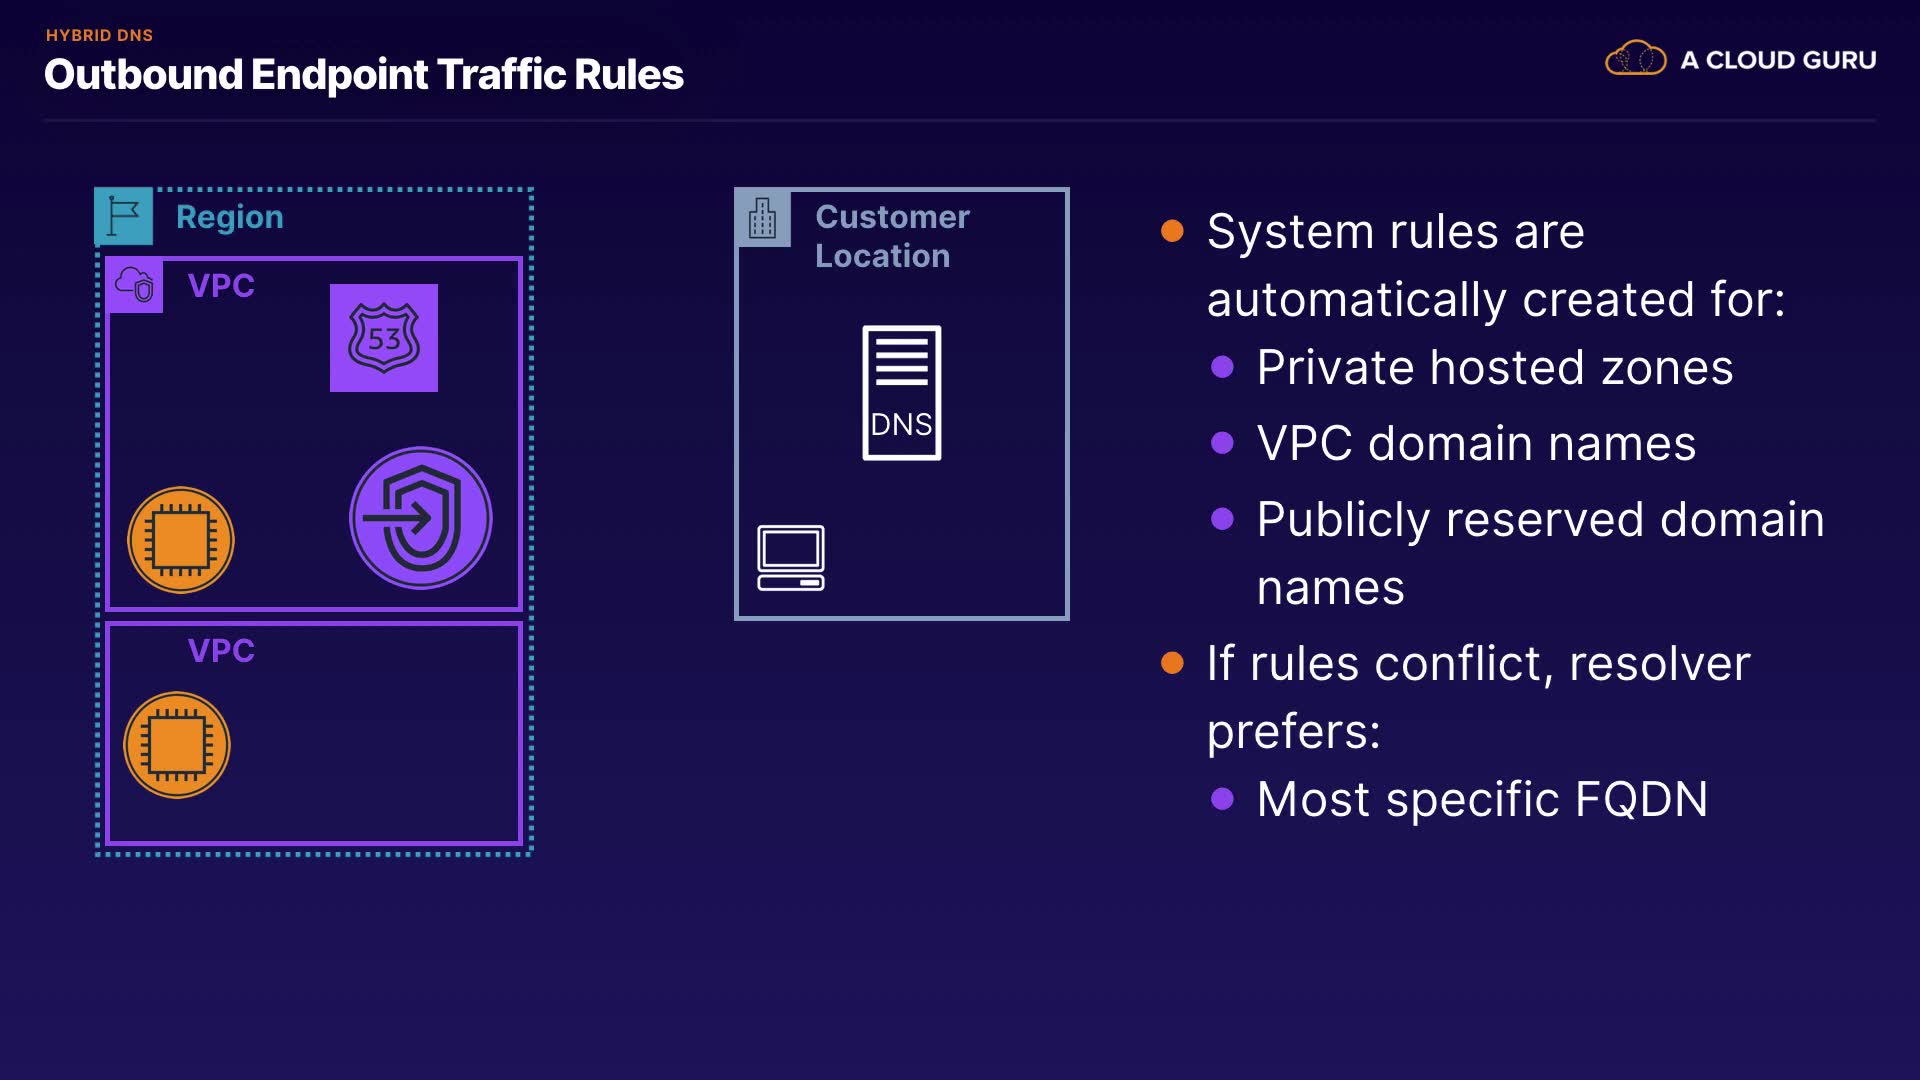 HYBRID DNS
Outbound Endpoint Traffic Rules
A CLOUD GURU
Region
VPC
53
VPC
Customer
Location
DNS
System rules are
automatically created for:
Private hosted zones
VPC domain names
Publicly reserved domain
names
If rules conflict, resolver
prefers:
Most specific FQDN